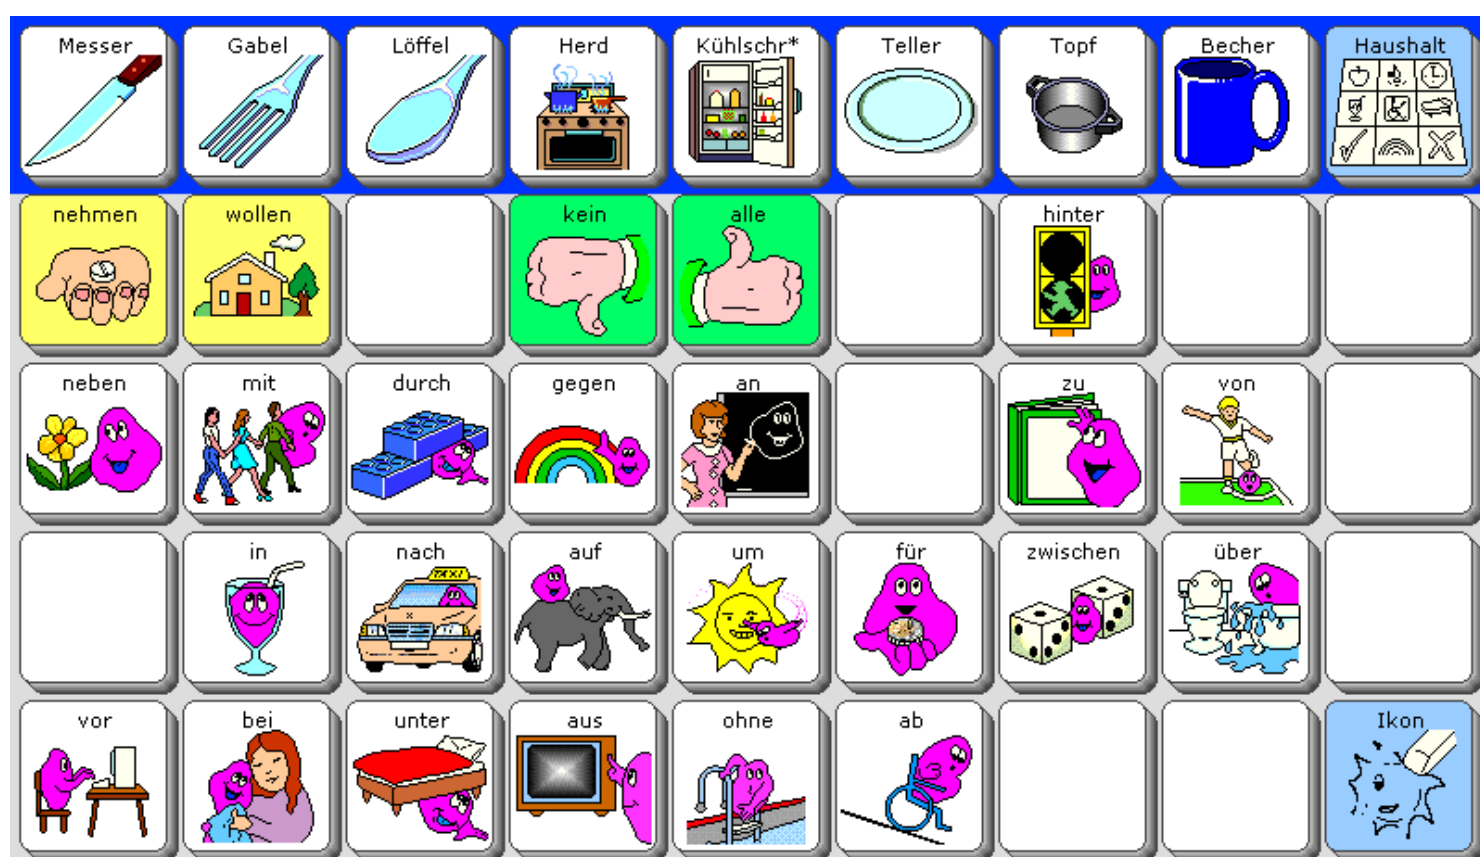 Messer
Gabel
Löffel
Herd
Kühlschr*
Teller
Topf
Becher
Haushalt
nehmen
wollen
kein
alle
hinter
neben
mit
durch
gegen
an
zu
von
in
nach
auf
um
für
zwischen
über
TAXI
vor
bei
unter
aus
ohne
ab
Ikon